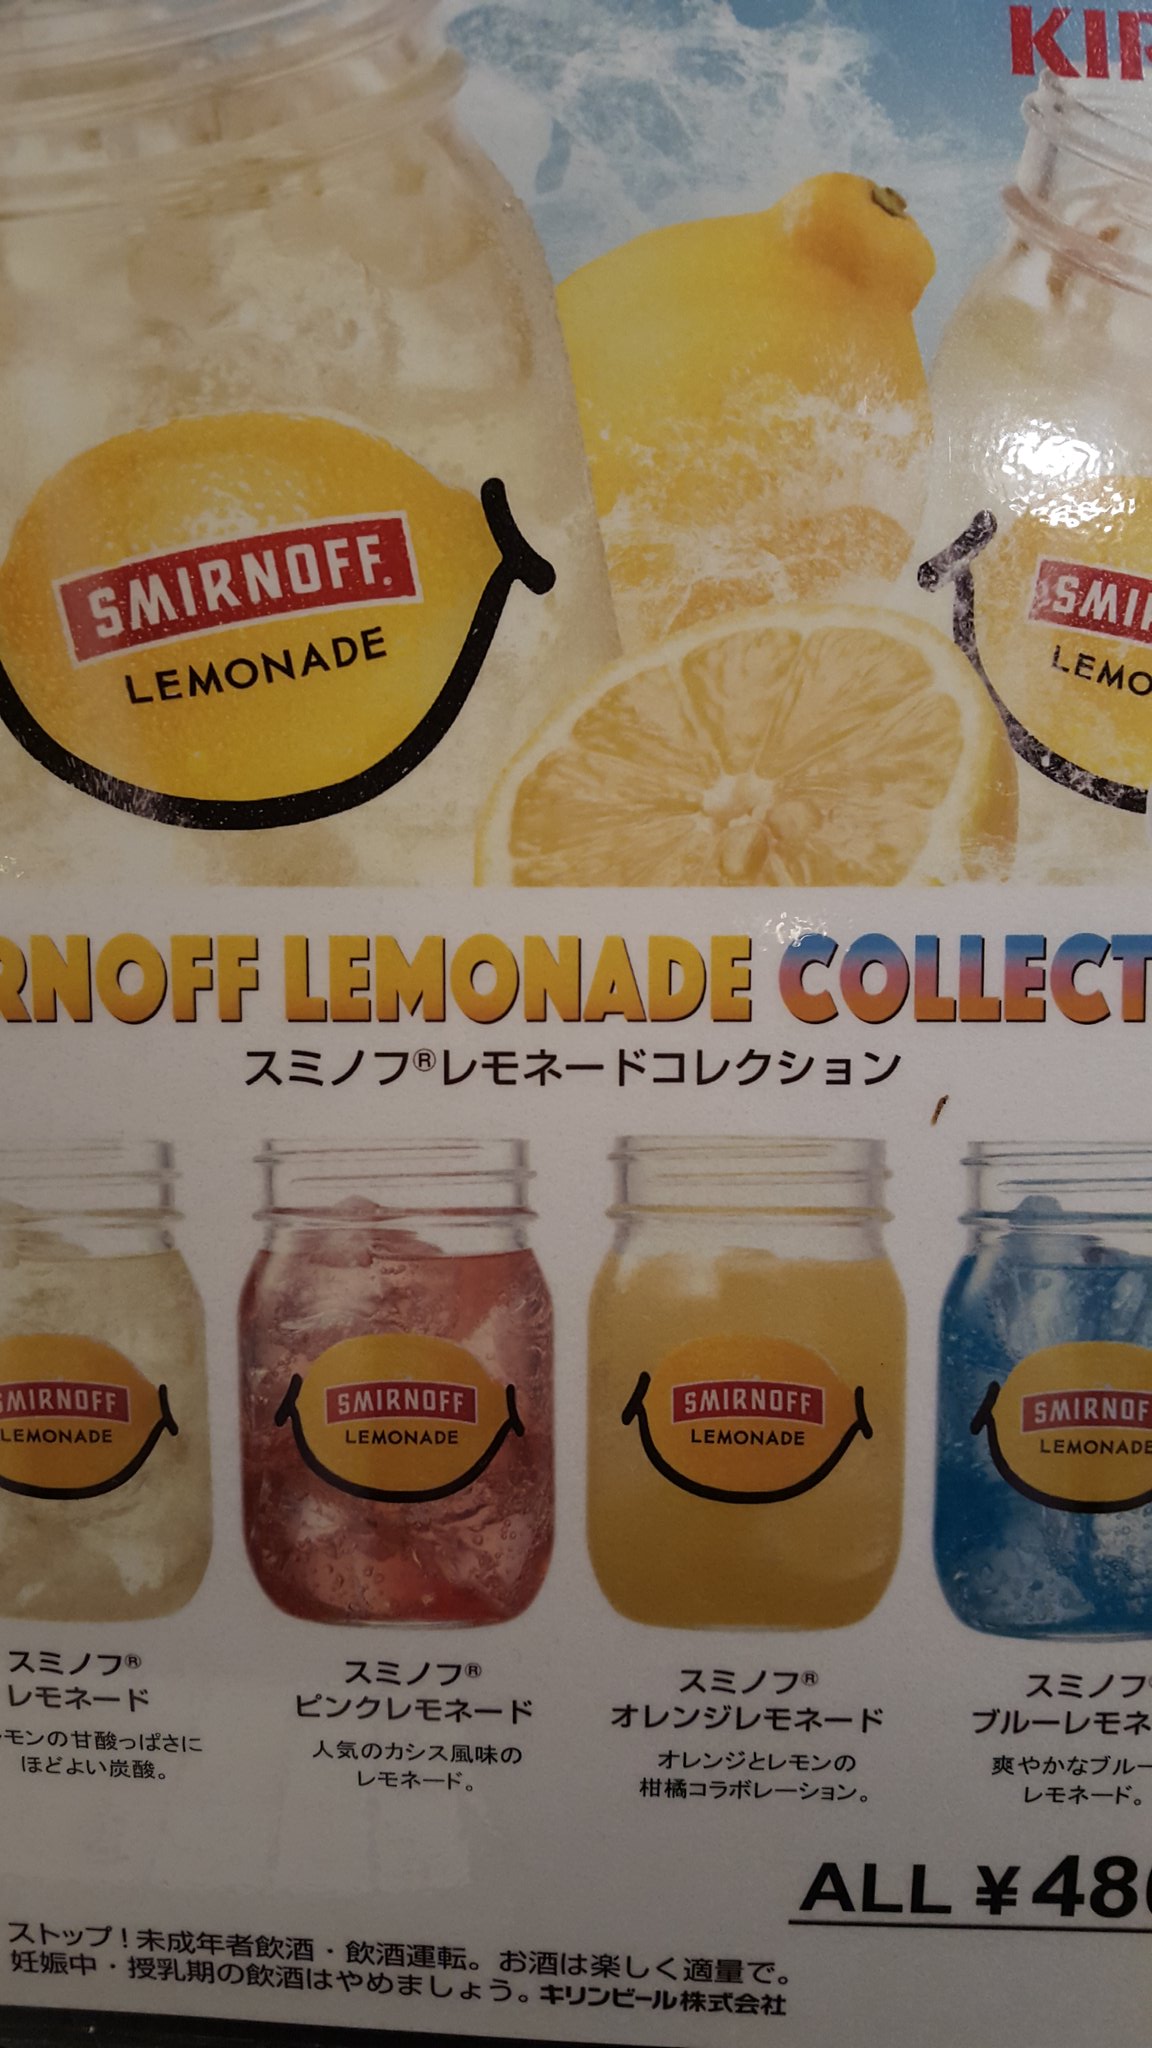 KIR
SMIRNOFF
LEMONADE
SMIR
LEMO
RNOFF LEMONADE COLLECT
スミノフ®レモネードコレクション
SMIRNOFF
LEMONADE
SMIRNOFF
LEMONADE
SMIRNOFF
LEMONADE
SMIRNOF
LEMONADE
スミノフ®
レモネード
モンの甘酸っぱさに
ほどよい炭酸。
スミノフ®
ピンクレモネード
人気のカシス風味の
レモネード。
スミノフ®
オレンジレモネード
オレンジとレモンの
柑橘コラボレーション。
スミノフ
ブルーレモネ
爽やかなブルー
レモネード。
ALL ¥480
ストップ!未成年者飲酒・飲酒運転。お酒は楽しく適量で。
妊娠中・授乳期の飲酒はやめましょう。キリンビール株式会社